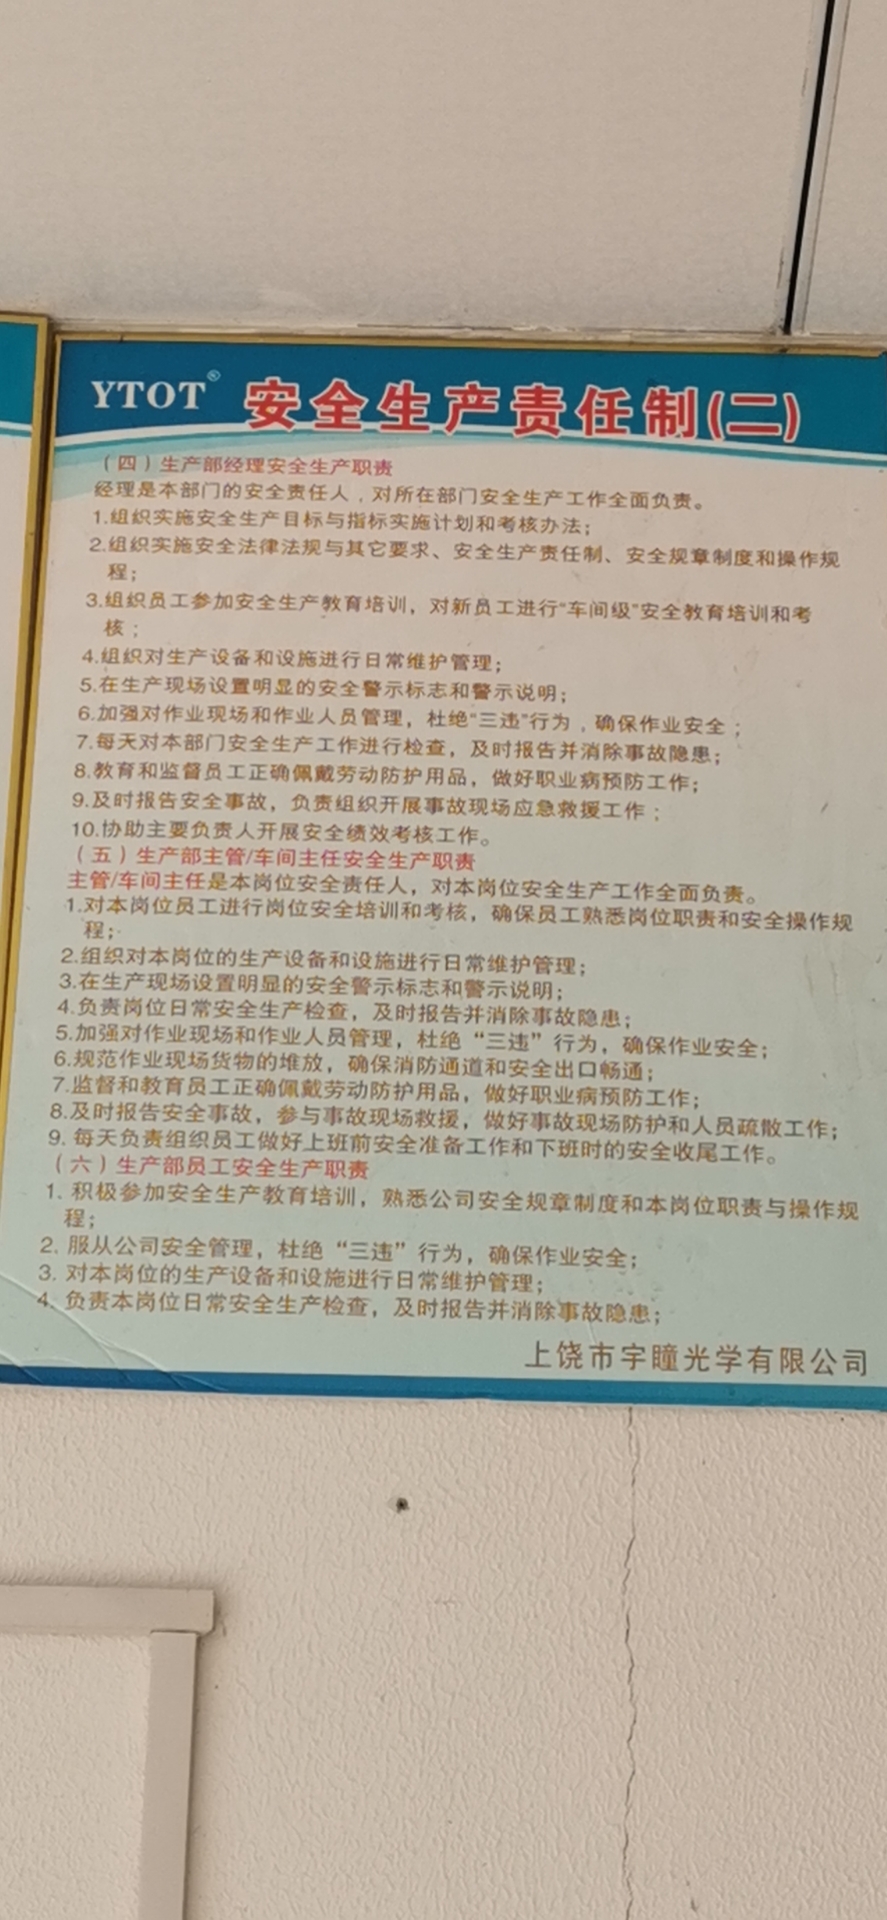 YTOT® 安全生产责任制(二)
（四）生产部经理安全生产职责
经理是本部门的安全责任人，对所在部门安全生产工作全面负责。
1.组织实施安全生产目标与指标实施计划和考核办法；
2.组织实施安全法律法规与其它要求、安全生产责任制、安全规章制度和操作规
程；
3.组织员工参加安全生产教育培训，对新员工进行“车间级”安全教育培训和考
核；
4.组织对生产设备和设施进行日常维护管理；
5.在生产现场设置明显的安全警示标志和警示说明；
6.加强对作业现场和作业人员管理，杜绝“三违”行为，确保作业安全；
7.每天对本部门安全生产工作进行检查，及时报告并消除事故隐患；
8.教育和监督员工正确佩戴劳动防护用品，做好职业病预防工作；
9.及时报告安全事故，负责组织开展事故现场应急救援工作；
10.协助主要负责人开展安全绩效考核工作。
（五）生产部主管/车间主任安全生产职责
主管/车间主任是本岗位安全责任人，对本岗位安全生产工作全面负责。
1.对本岗位员工进行岗位安全培训和考核，确保员工熟悉岗位职责和安全操作规
程；
2.组织对本岗位的生产设备和设施进行日常维护管理；
3.在生产现场设置明显的安全警示标志和警示说明；
4.负责岗位日常安全生产检查，及时报告并消除事故隐患；
5.加强对作业现场和作业人员管理，杜绝“三违”行为，确保作业安全；
6.规范作业现场货物的堆放，确保消防通道和安全出口畅通；
7.监督和教育员工正确佩戴劳动防护用品，做好职业病预防工作；
8.及时报告安全事故，参与事故现场救援，做好事故现场防护和人员疏散工作；
9. 每天负责组织员工做好上班前安全准备工作和下班时的安全收尾工作。
（六）生产部员工安全生产职责
1. 积极参加安全生产教育培训，熟悉公司安全规章制度和本岗位职责与操作规
程；
2. 服从公司安全管理，杜绝“三违”行为，确保作业安全；
3. 对本岗位的生产设备和设施进行日常维护管理；
4. 负责本岗位日常安全生产检查，及时报告并消除事故隐患；
上饶市宇瞳光学有限公司